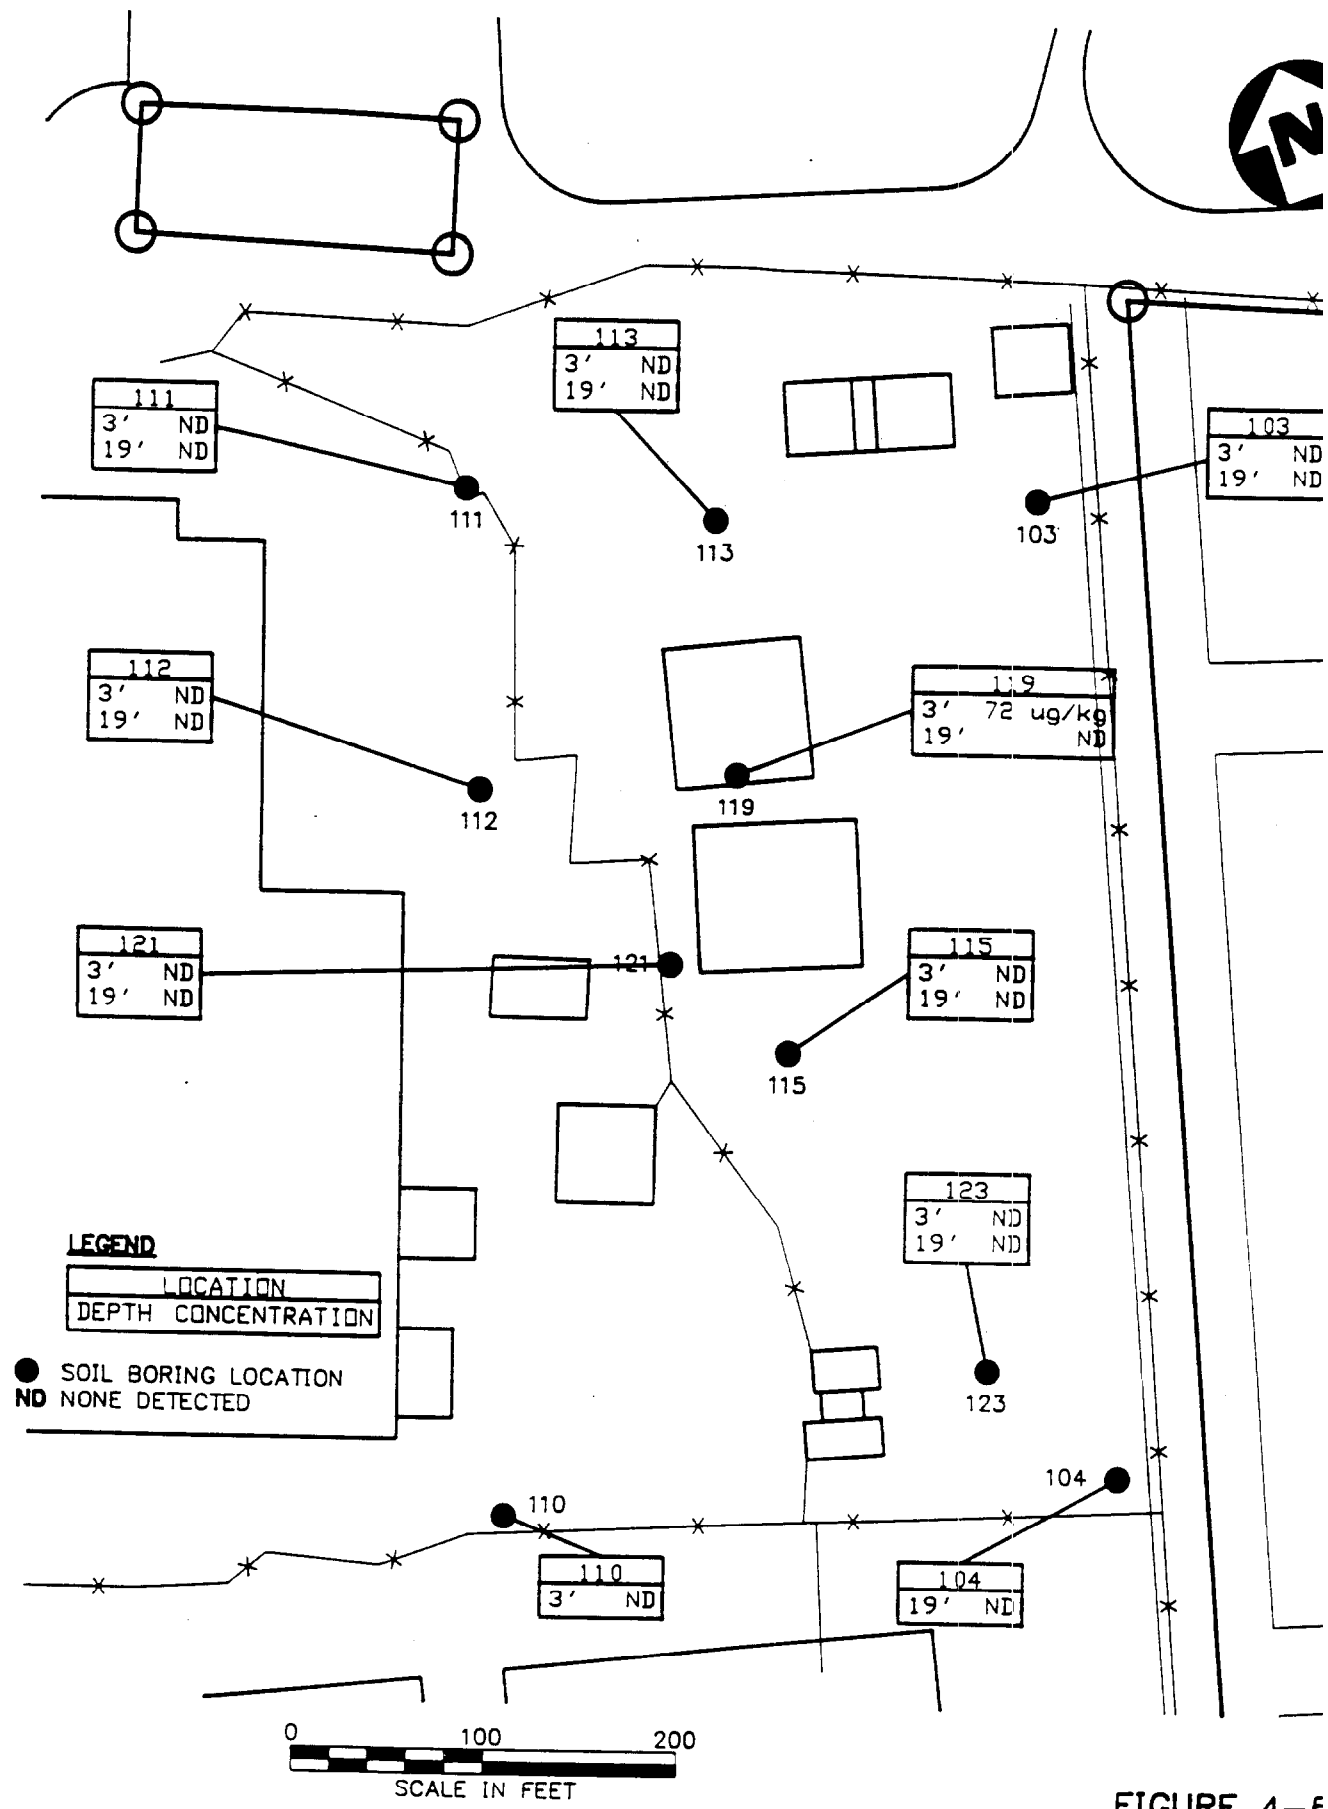 N
113
3' ND
19' ND
111
3' ND
19' ND
103
3' ND
19' ND
111
113
103
112
3' ND
19' ND
119
3' 72 ug/kg
19' ND
119
112
121
3' ND
19' ND
121
115
3' ND
19' ND
115
123
3' ND
19' ND
LEGEND
LOCATION
DEPTH CONCENTRATION
SOIL BORING LOCATION
ND NONE DETECTED
123
104
110
110
3' ND
104
19' ND
0 100 200
SCALE IN FEET
FIGURE